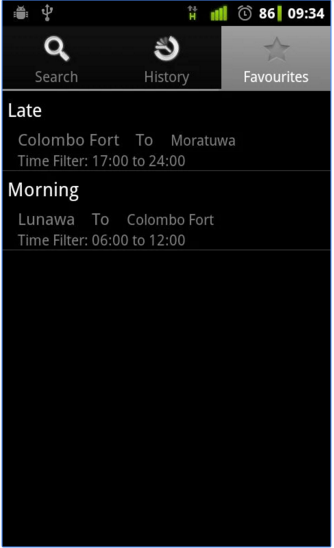 H 86 09:34
Search History Favourites
Late
Colombo Fort To Moratuwa
Time Filter: 17:00 to 24:00
Morning
Lunawa To Colombo Fort
Time Filter: 06:00 to 12:00